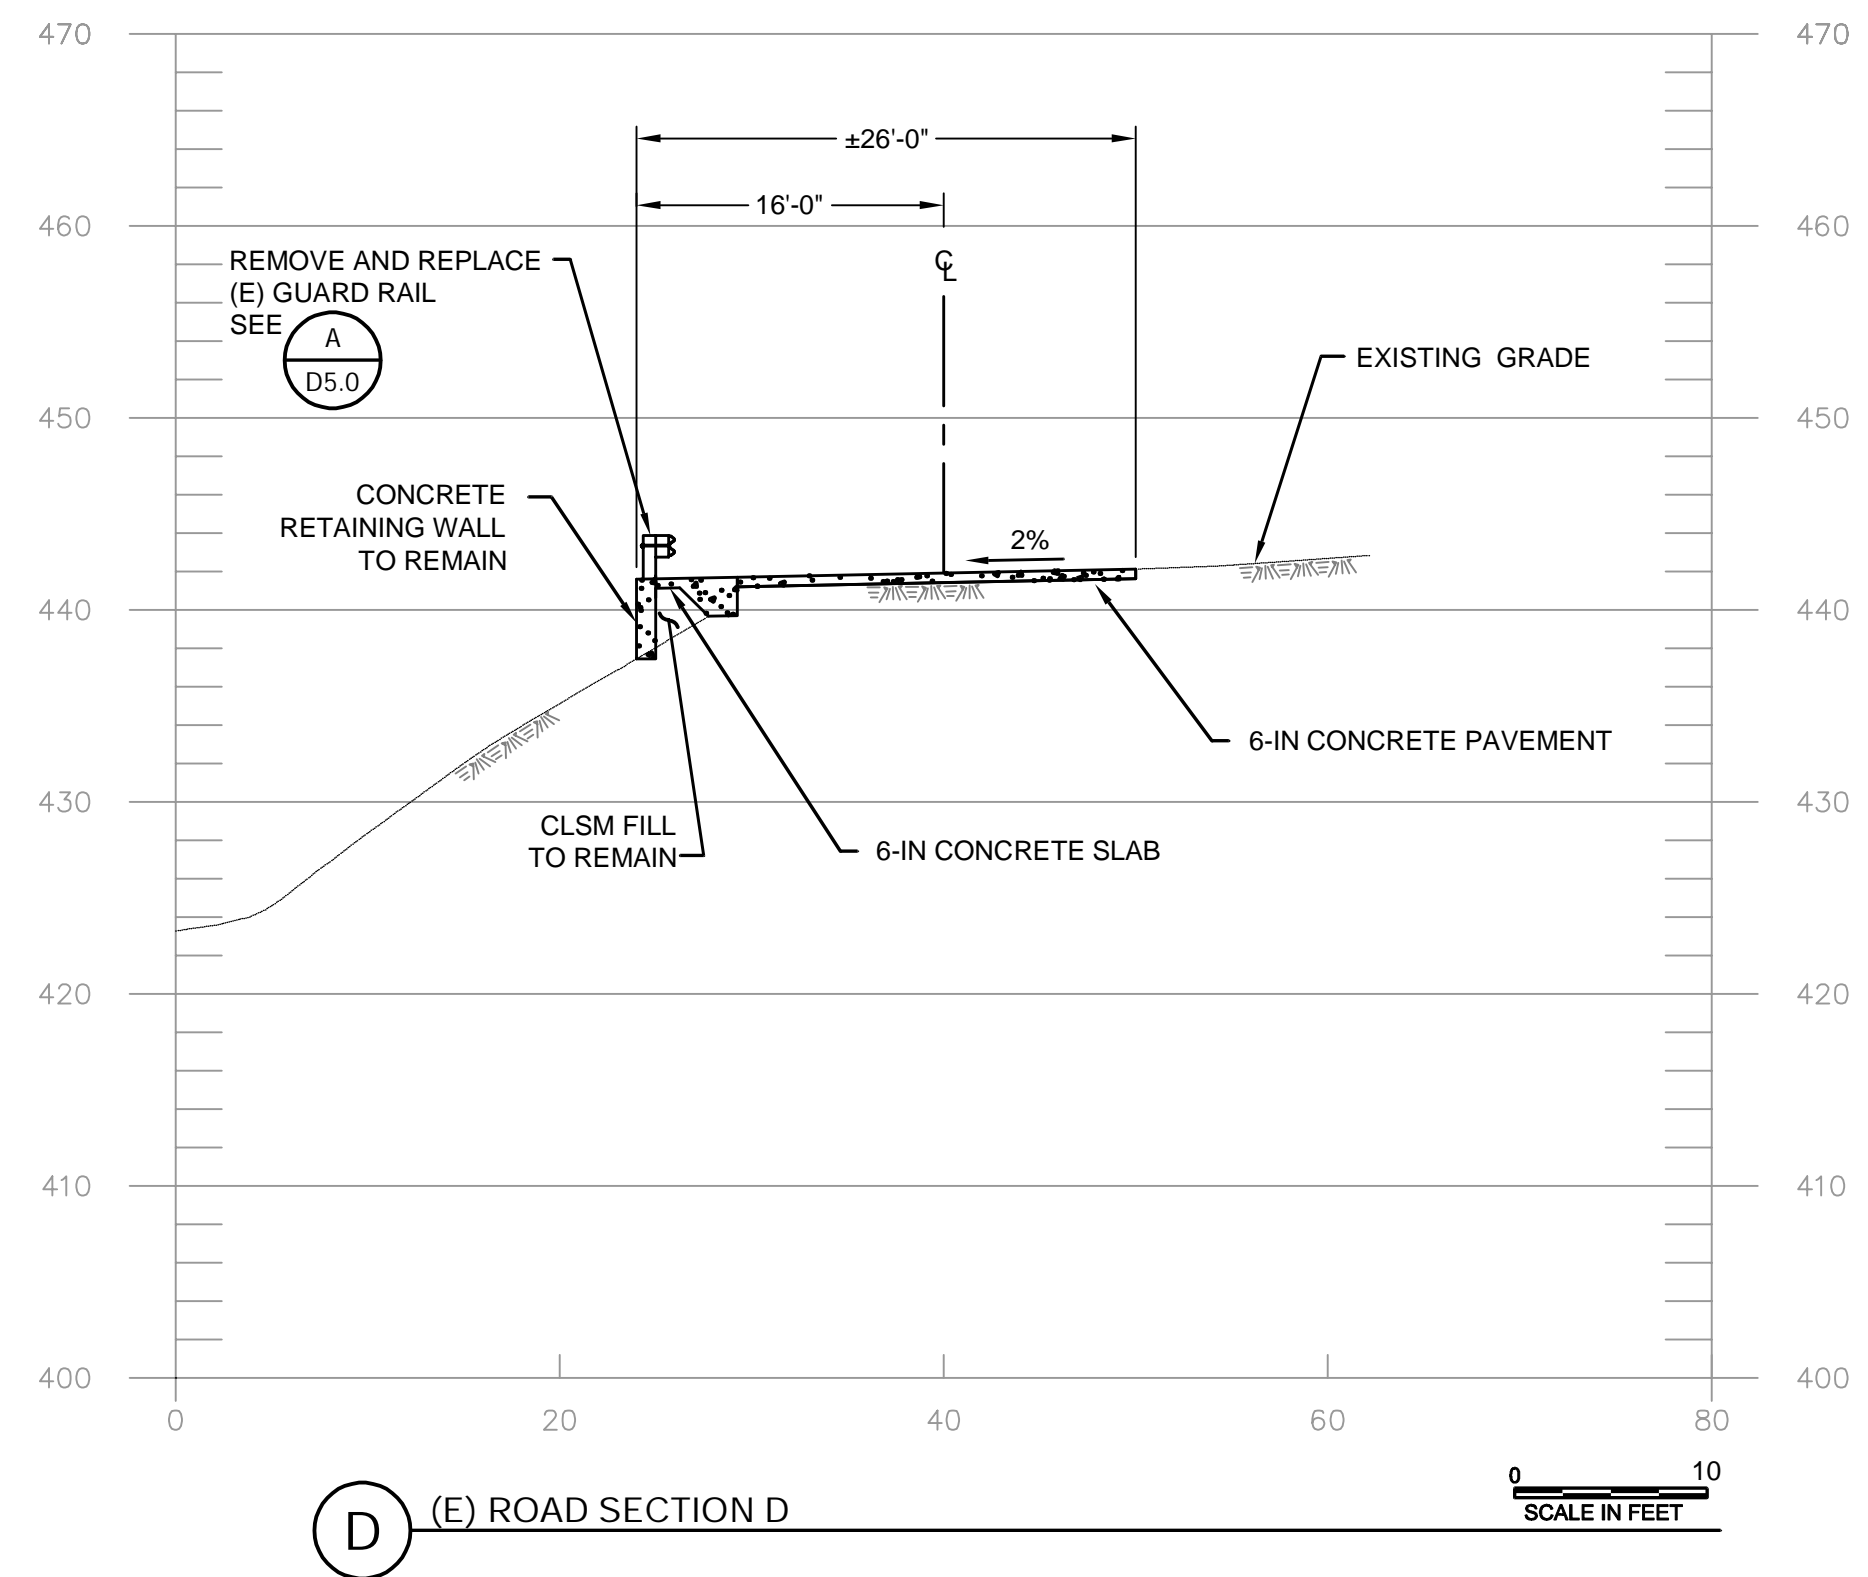 470
470
±26'-0"
16'-0"
460
460
REMOVE AND REPLACE
(E) GUARD RAIL
SEE
A
D5.0
℄
EXISTING GRADE
450
450
CONCRETE
RETAINING WALL
TO REMAIN
2%
440
440
6-IN CONCRETE PAVEMENT
430
430
CLSM FILL
TO REMAIN
6-IN CONCRETE SLAB
420
420
410
410
400
400
0
20
40
60
80
0
10
SCALE IN FEET
D
(E) ROAD SECTION D